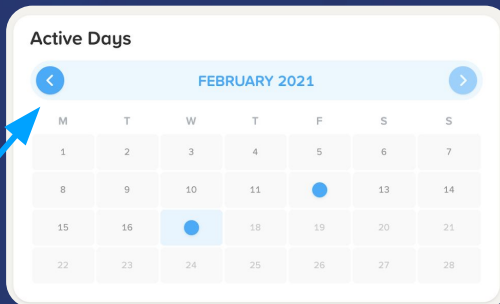 Active Days
FEBRUARY 2021
M T W T F S S
1 2 3 4 5 6 7
8 9 10 11 13 14
15 16 18 19 20 21
22 23 24 25 26 27 28